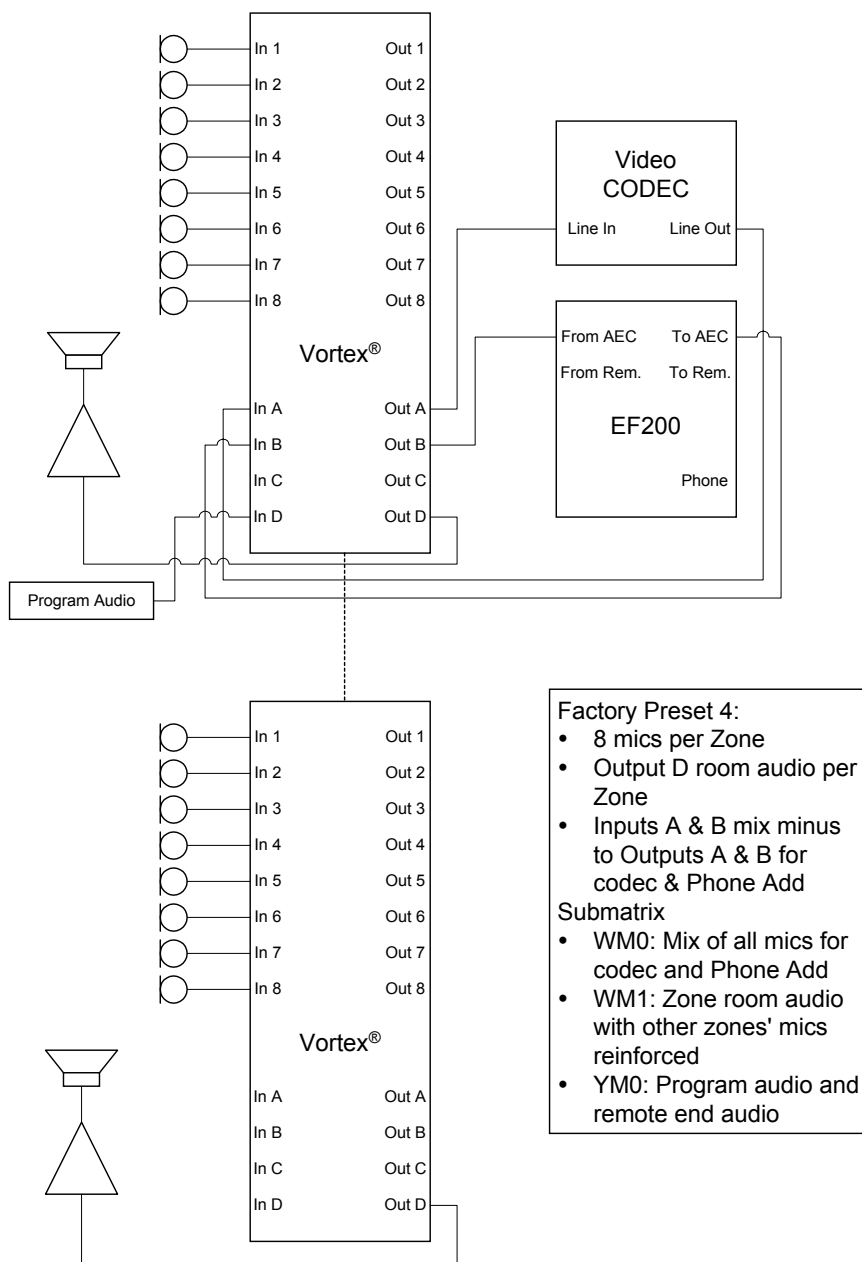 In 1 Out 1
In 2 Out 2
In 3 Out 3
In 4 Out 4
In 5 Out 5
In 6 Out 6
In 7 Out 7
In 8 Out 8
Vortex®
In A Out A
In B Out B
In C Out C
In D Out D
Video
CODEC
Line In Line Out
From AEC To AEC
From Rem. To Rem.
EF200
Phone
Program Audio
In 1 Out 1
In 2 Out 2
In 3 Out 3
In 4 Out 4
In 5 Out 5
In 6 Out 6
In 7 Out 7
In 8 Out 8
Vortex®
In A Out A
In B Out B
In C Out C
In D Out D
Factory Preset 4:
• 8 mics per Zone
• Output D room audio per
Zone
• Inputs A & B mix minus
to Outputs A & B for
codec & Phone Add
Submatrix
• WM0: Mix of all mics for
codec and Phone Add
• WM1: Zone room audio
with other zones' mics
reinforced
• YM0: Program audio and
remote end audio